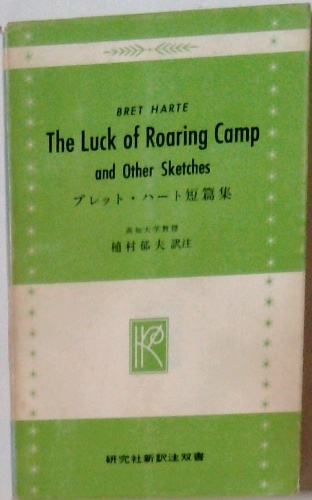 BRET HARTE
The Luck of Roaring Camp
and Other Sketches
ブレット・ハート短篇集
高知大学教授
植村郁夫 訳注
研究社新訳注双書